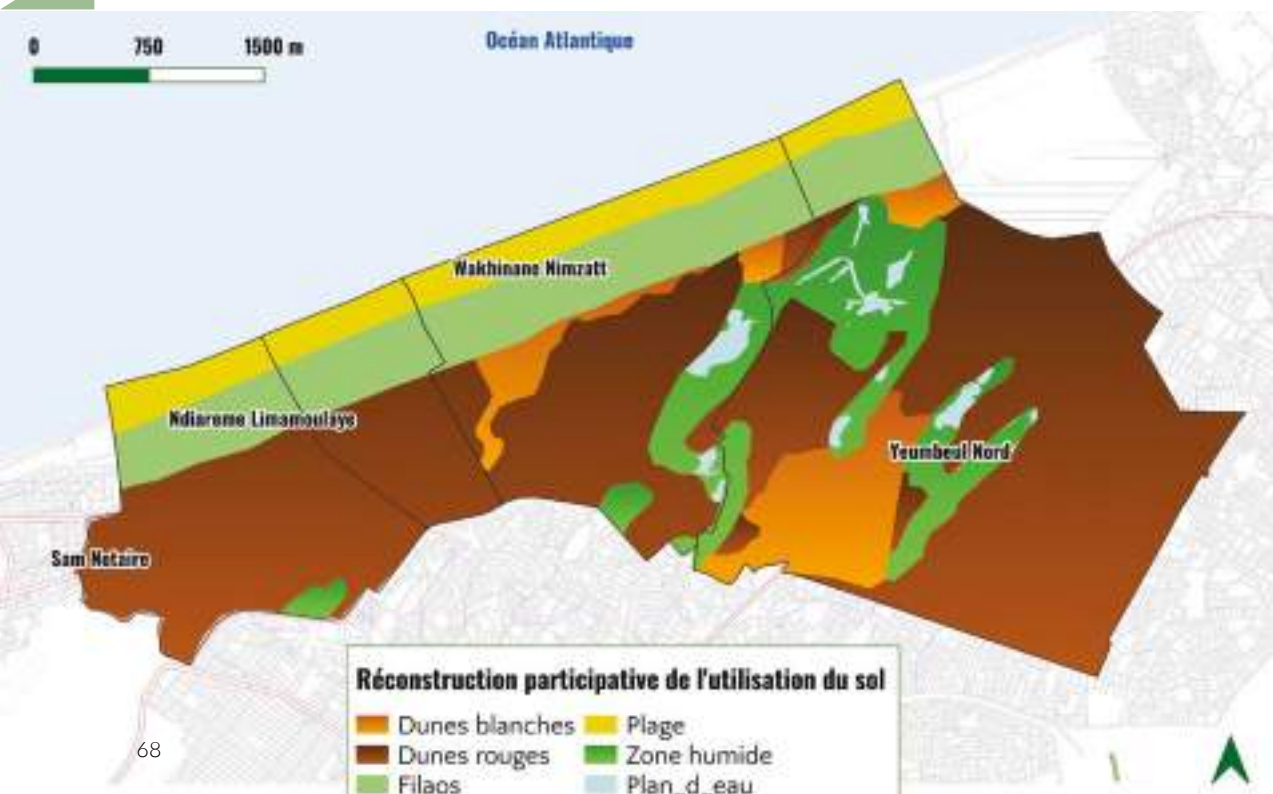 0 750 1500 m
Océan Atlantique
Wakhinane Nimzatt
Ndiareme Limamoulaye
Yeumbeul Nord
Sam Notaire
Réconstruction participative de l'utilisation du sol
Dunes blanches Plage
Dunes rouges Zone humide
68
Filaos Plan_d_eau